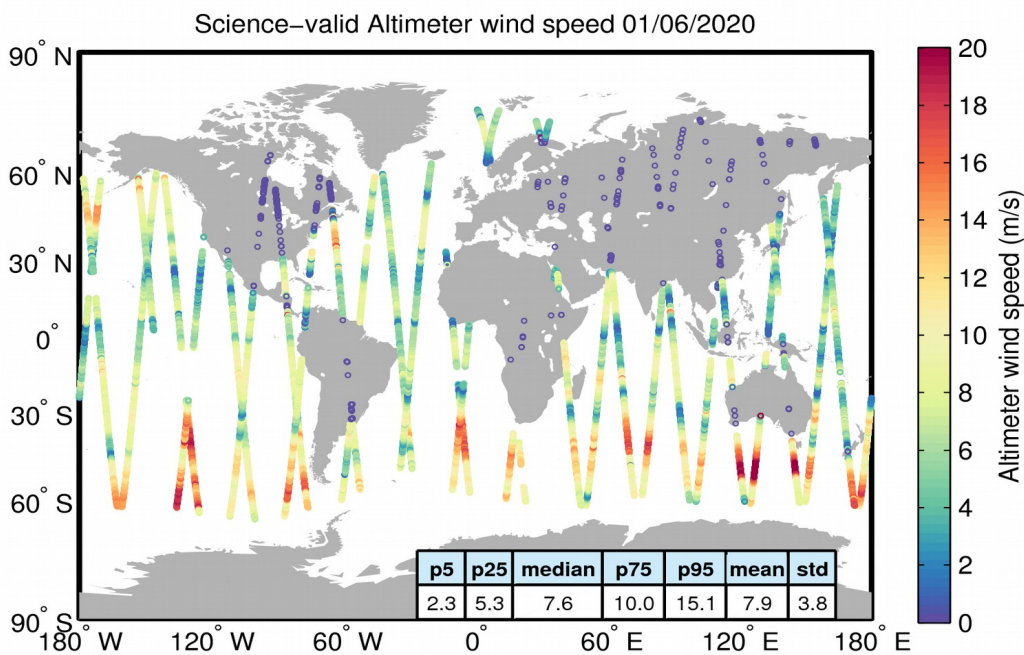 Science−valid Altimeter wind speed 01/06/2020
90° N
60° N
30° N
0°
30° S
60° S
90° S
180° W
120° W
60° W
0°
60° E
120° E
180° E
p5 p25 median p75 p95 mean std
2.3 5.3 7.6 10.0 15.1 7.9 3.8
20
18
16
14
12
10
8
6
4
2
0
Altimeter wind speed (m/s)